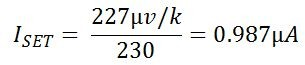 I_SET = 227μv/k / 230 = 0.987μA